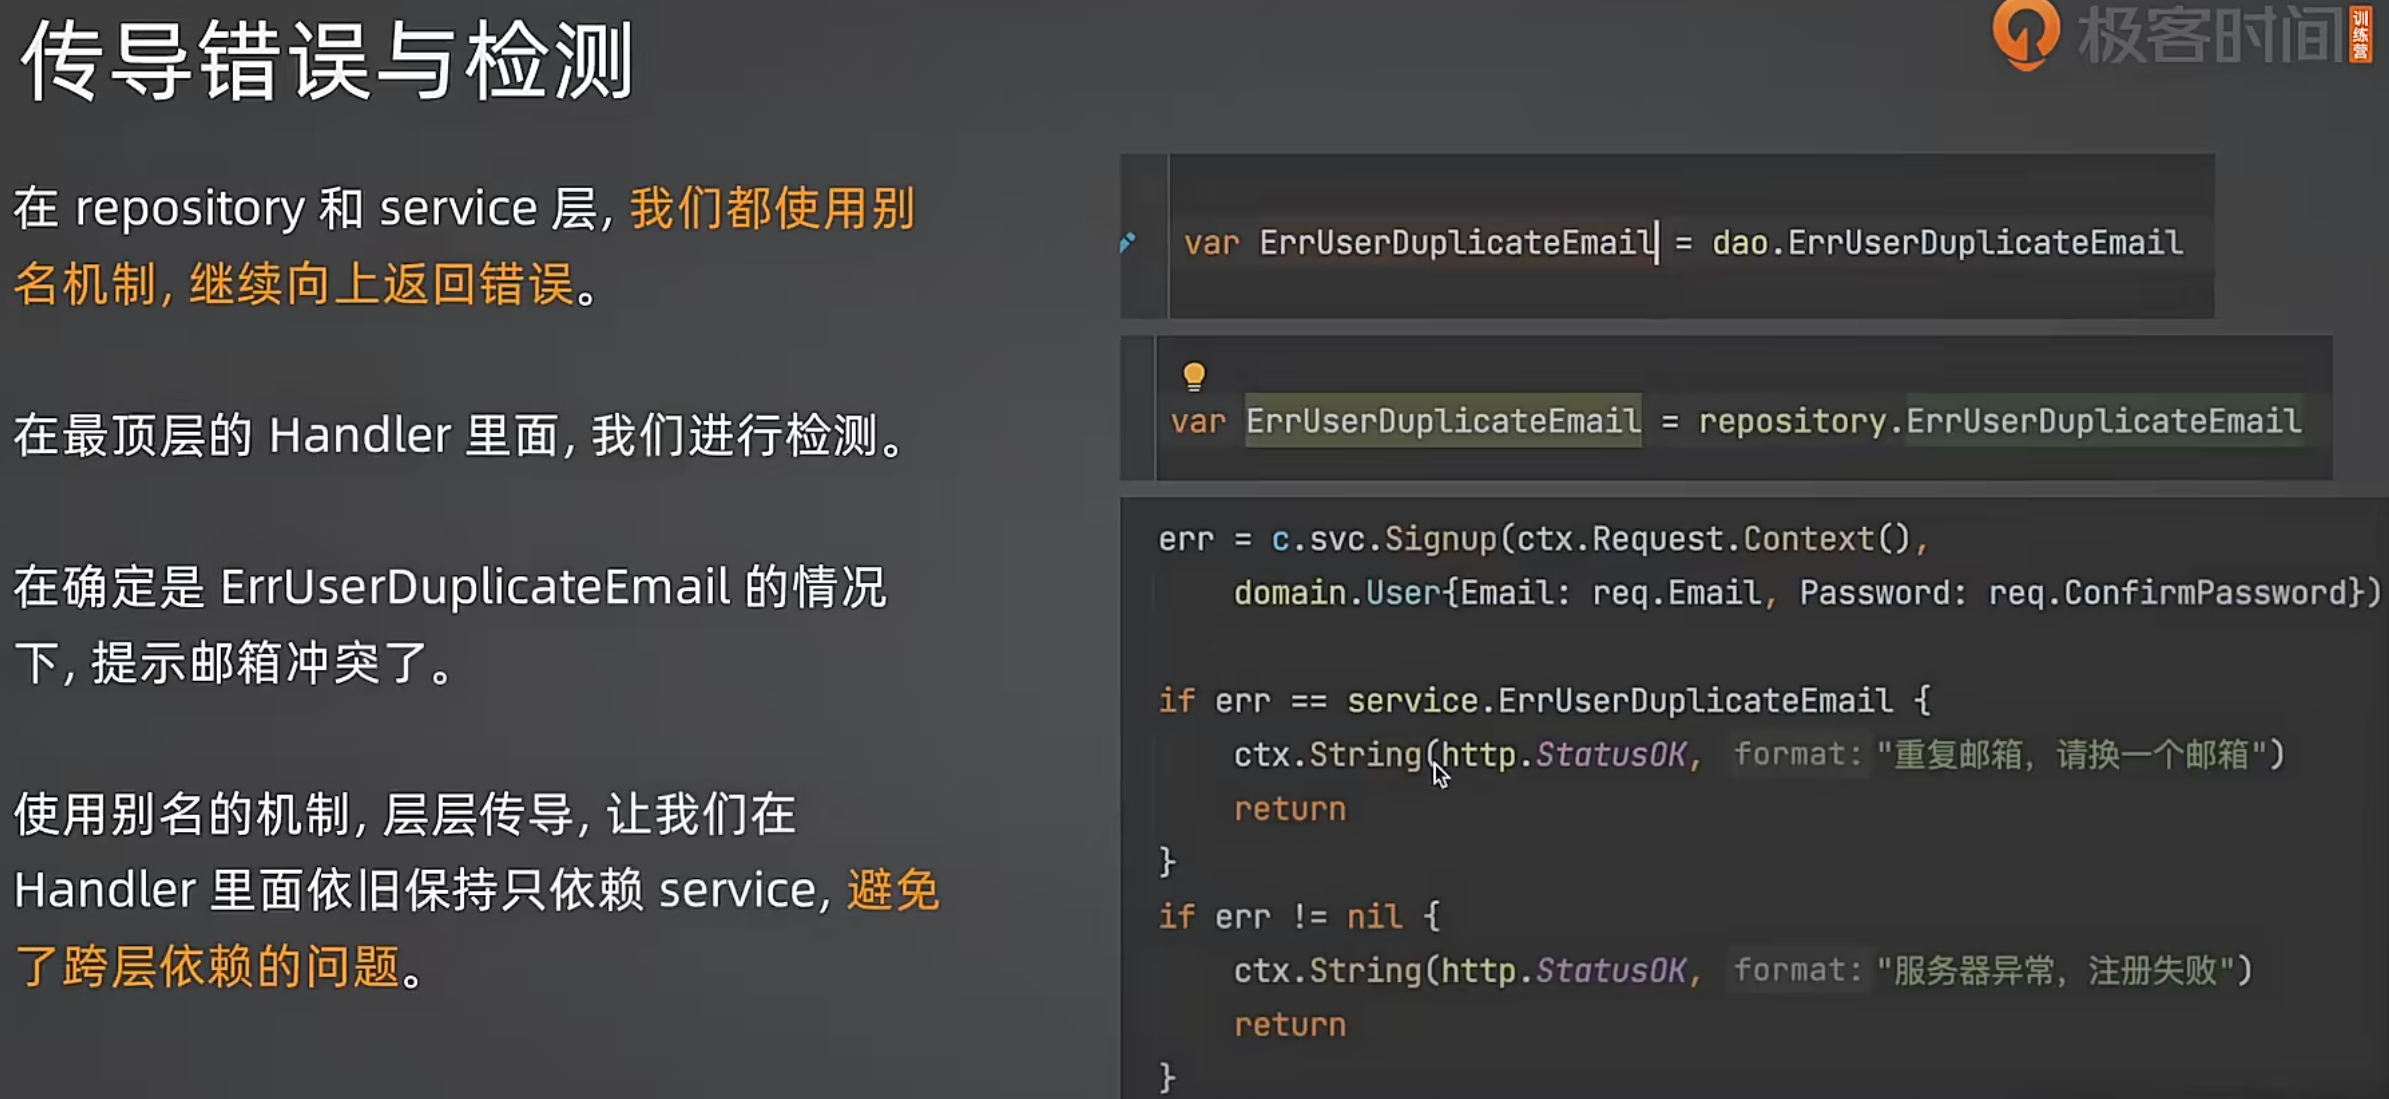 传导错误与检测
极客时间 训练营
在 repository 和 service 层, 我们都使用别
名机制, 继续向上返回错误。
在最顶层的 Handler 里面, 我们进行检测。
在确定是 ErrUserDuplicateEmail 的情况
下, 提示邮箱冲突了。
使用别名的机制, 层层传导, 让我们在
Handler 里面依旧保持只依赖 service, 避免
了跨层依赖的问题。
var ErrUserDuplicateEmail = dao.ErrUserDuplicateEmail
var ErrUserDuplicateEmail = repository.ErrUserDuplicateEmail
err = c.svc.Signup(ctx.Request.Context(),
domain.User{Email: req.Email, Password: req.ConfirmPassword})
if err == service.ErrUserDuplicateEmail {
ctx.String(http.StatusOK, format: "重复邮箱，请换一个邮箱")
return
}
if err != nil {
ctx.String(http.StatusOK, format: "服务器异常，注册失败")
return
}